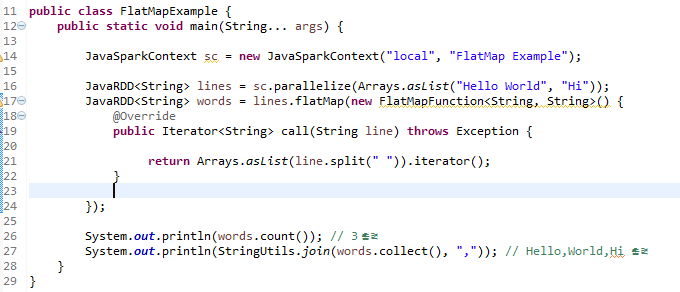 11 public class FlatMapExample {
12 public static void main(String... args) {
13
14 JavaSparkContext sc = new JavaSparkContext("local", "FlatMap Example");
15
16 JavaRDD<String> lines = sc.parallelize(Arrays.asList("Hello World", "Hi"));
17 JavaRDD<String> words = lines.flatMap(new FlatMapFunction<String, String>() {
18 @Override
19 public Iterator<String> call(String line) throws Exception {
20
21 return Arrays.asList(line.split(" ")).iterator();
22 }
23
24 });
25
26 System.out.println(words.count()); // 3
27 System.out.println(StringUtils.join(words.collect(), ",")); // Hello,World,Hi
28 }
29 }